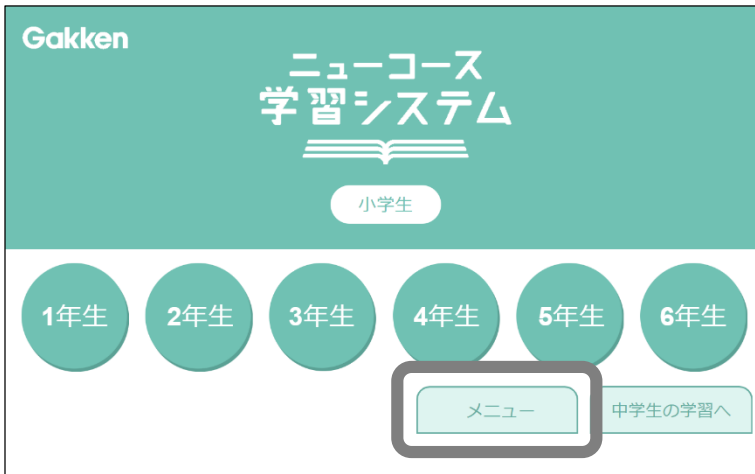 Gakken
ニューコース
学習システム
小学生
1年生 2年生 3年生 4年生 5年生 6年生
メニュー 中学生の学習へ